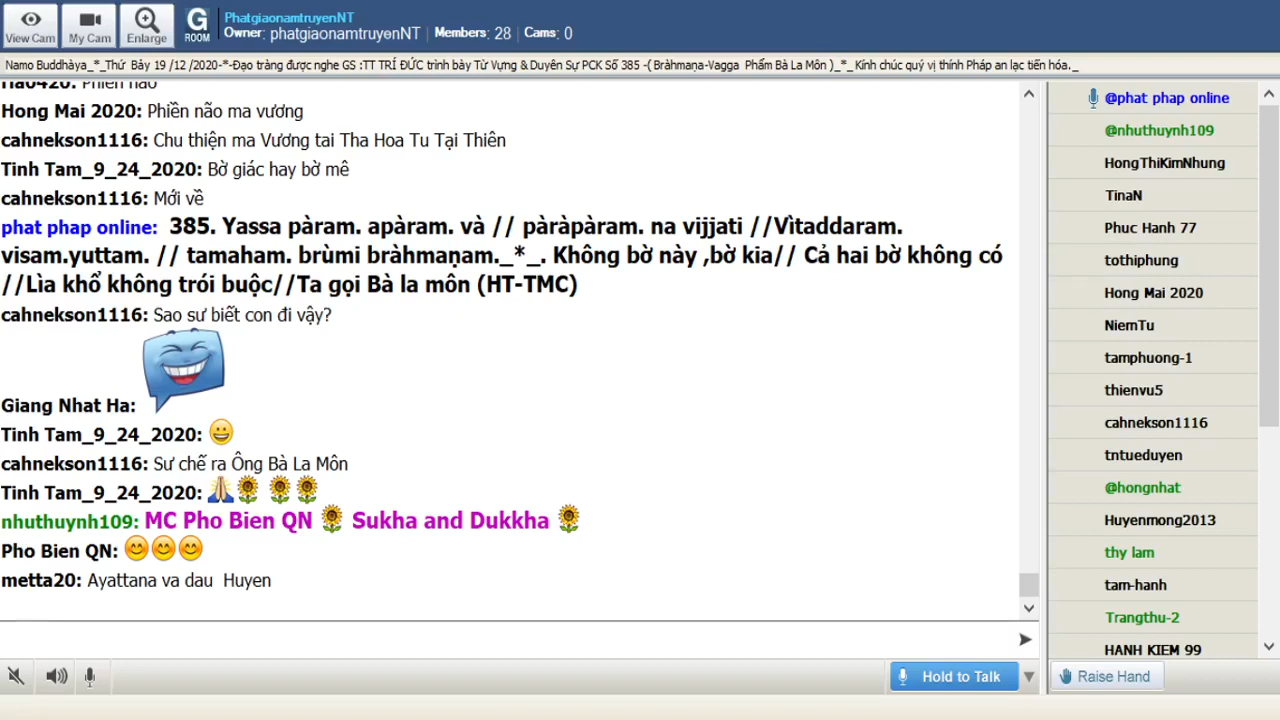 View Cam
My Cam
Enlarge
G
ROOM
PhatgiaonamtruyenNT
Owner: phatgiaonamtruyenNT | Members: 28 | Cams: 0
Namo Buddhàya_*_Thứ Bảy 19 /12 /2020-*-Đạo tràng được nghe GS :TT TRÍ ĐỨC trình bày Từ Vựng & Duyên Sự PCK Số 385 -( Bràhmaṇa-Vagga Phẩm Bà La Môn )_*_ Kính chúc quý vị thính Pháp an lạc tiến hóa._
Hong Mai 2020: Phiền não ma vương
cahnekson1116: Chu thiện ma Vương tai Tha Hoa Tu Tại Thiên
Tinh Tam_9_24_2020: Bờ giác hay bờ mê
cahnekson1116: Mới về
phat phap online: 385. Yassa pàram. apàram. và // pàràpàram. na vijjati //Vìtaddaram.
visam.yuttam. // tamaham. brùmi bràhmaṇam._*_. Không bờ này ,bờ kia// Cả hai bờ không có
//Lìa khổ không trói buộc//Ta gọi Bà la môn (HT-TMC)
cahnekson1116: Sao sư biết con đi vậy?
Giang Nhat Ha:
Tinh Tam_9_24_2020:
cahnekson1116: Sư chế ra Ông Bà La Môn
Tinh Tam_9_24_2020:
nhuthuynh109: MC Pho Bien QN Sukha and Dukkha
Pho Bien QN:
metta20: Ayattana va dau Huyen
Hold to Talk
@phat phap online
@nhuthuynh109
HongThiKimNhung
TinaN
Phuc Hanh 77
tothiphung
Hong Mai 2020
NiemTu
tamphuong-1
thienvu5
cahnekson1116
tntueduyen
@hongnhat
Huyenmong2013
thy lam
tam-hanh
Trangthu-2
HANH KIEM 99
Raise Hand